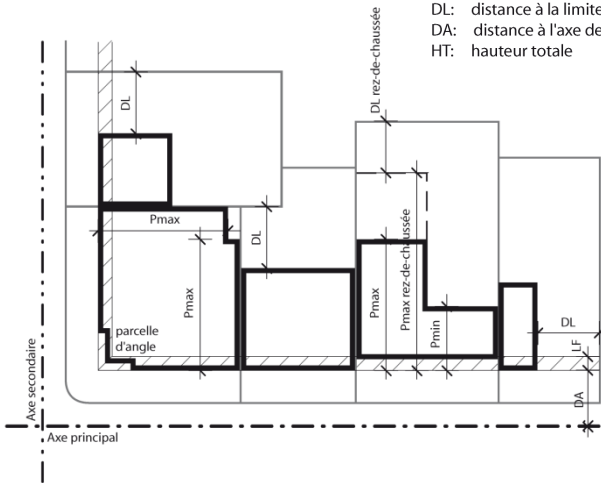 DL: distance à la limite
DA: distance à l'axe de
HT: hauteur totale
DL rez-de-chaussée
DL
Pmax
DL
Pmax
Pmax
Pmax rez-de-chaussée
Pmin
DL
LF
DA
parcelle
d'angle
Axe secondaire
Axe principal